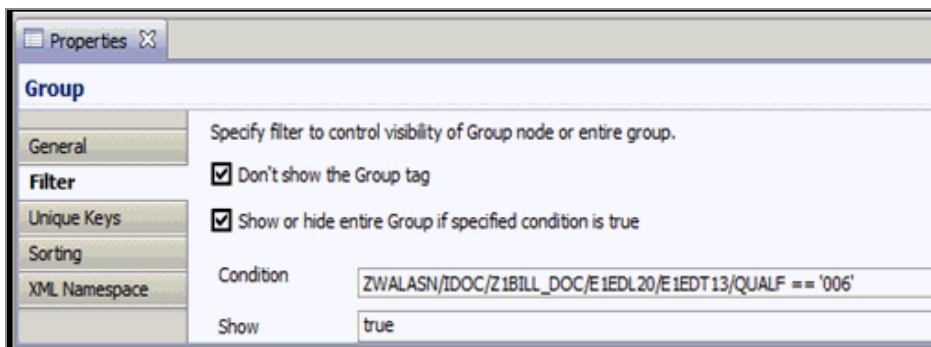 Properties
Group
Specify filter to control visibility of Group node or entire group.
General
Don't show the Group tag
Filter
Unique Keys
Show or hide entire Group if specified condition is true
Sorting
Condition
ZWALASN/IDOC/Z1BILL_DOC/E1EDL20/E1EDT13/QUALF == '006'
XML Namespace
Show
true